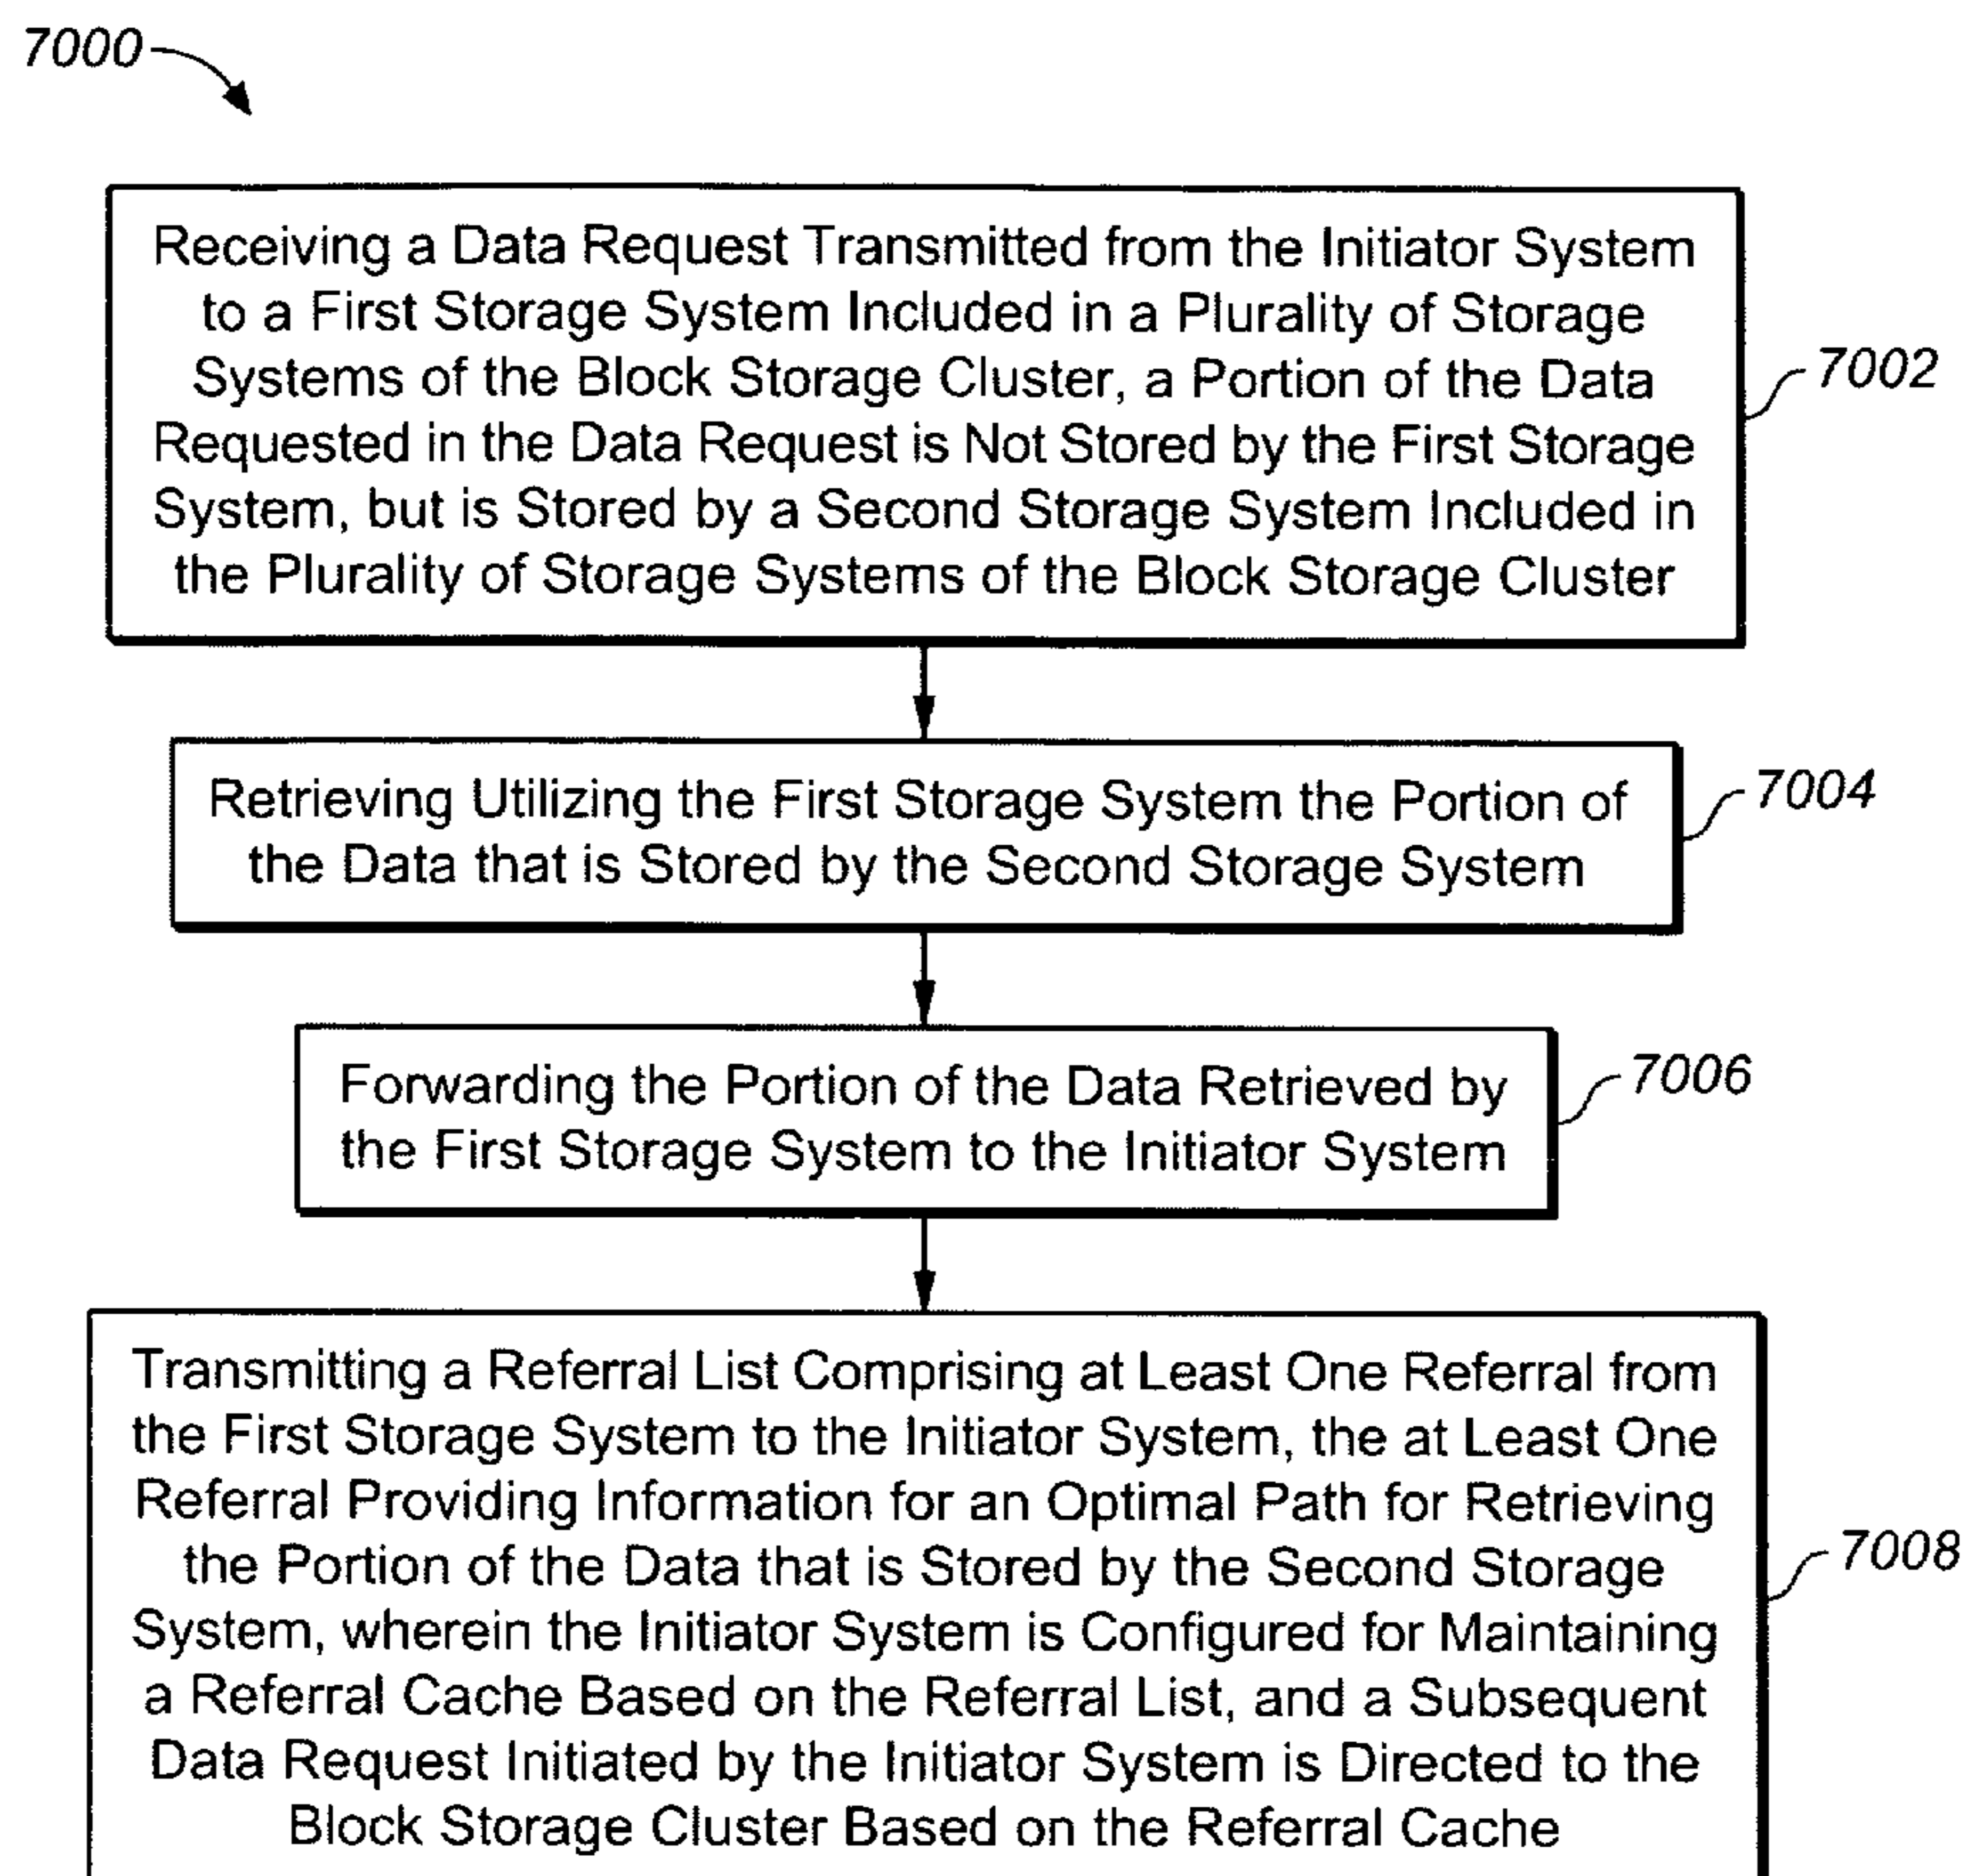 7000
Receiving a Data Request Transmitted from the Initiator System
to a First Storage System Included in a Plurality of Storage
Systems of the Block Storage Cluster, a Portion of the Data
Requested in the Data Request is Not Stored by the First Storage
System, but is Stored by a Second Storage System Included in
the Plurality of Storage Systems of the Block Storage Cluster
7002
Retrieving Utilizing the First Storage System the Portion of
the Data that is Stored by the Second Storage System
7004
Forwarding the Portion of the Data Retrieved by
the First Storage System to the Initiator System
7006
Transmitting a Referral List Comprising at Least One Referral from
the First Storage System to the Initiator System, the at Least One
Referral Providing Information for an Optimal Path for Retrieving
the Portion of the Data that is Stored by the Second Storage
System, wherein the Initiator System is Configured for Maintaining
a Referral Cache Based on the Referral List, and a Subsequent
Data Request Initiated by the Initiator System is Directed to the
Block Storage Cluster Based on the Referral Cache
7008